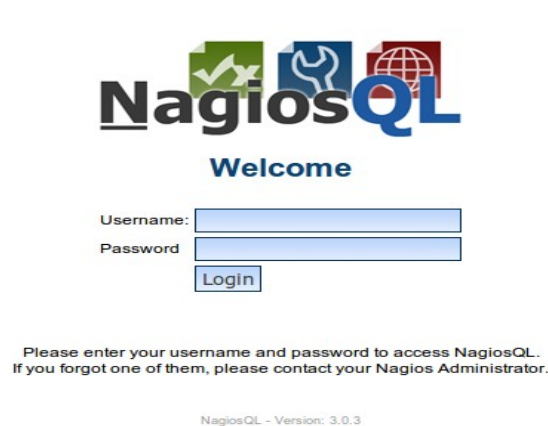 NagiosQL
Welcome
Username:
Password
Login
Please enter your username and password to access NagiosQL.
If you forgot one of them, please contact your Nagios Administrator.
NagiosQL - Version: 3.0.3